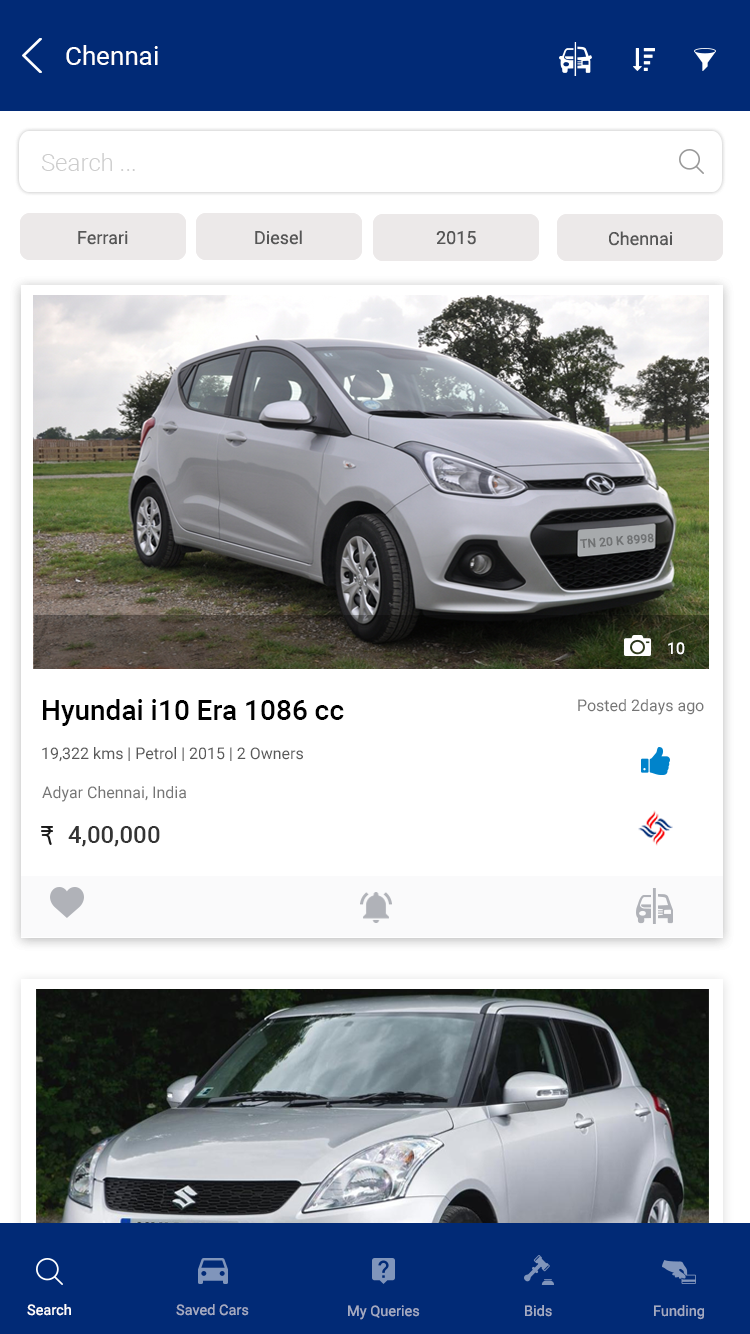 Chennai
Search ...
Ferrari
Diesel
2015
Chennai
TN 20 K 8998
10
Hyundai i10 Era 1086 cc
Posted 2days ago
19,322 kms | Petrol | 2015 | 2 Owners
Adyar Chennai, India
₹ 4,00,000
Search
Saved Cars
My Queries
Bids
Funding